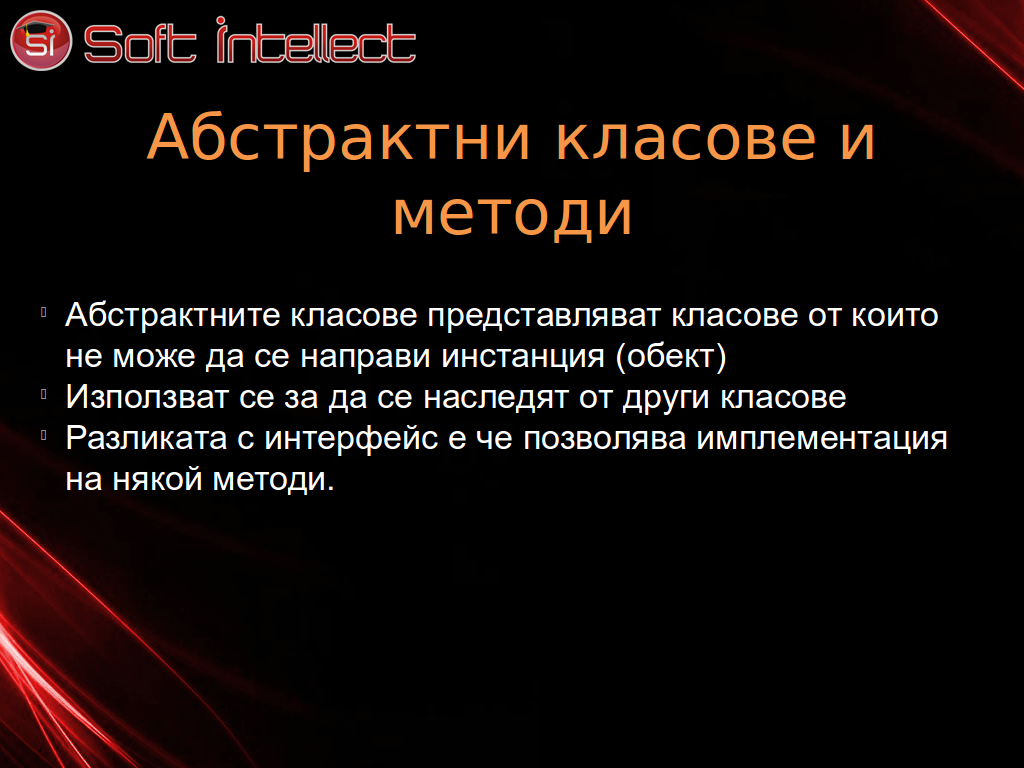 Si Soft Intellect
Абстрактни класове и
методи
Абстрактните класове представляват класове от които
не може да се направи инстанция (обект)
Използват се за да се наследят от други класове
Разликата с интерфейс е че позволява имплементация
на някой методи.